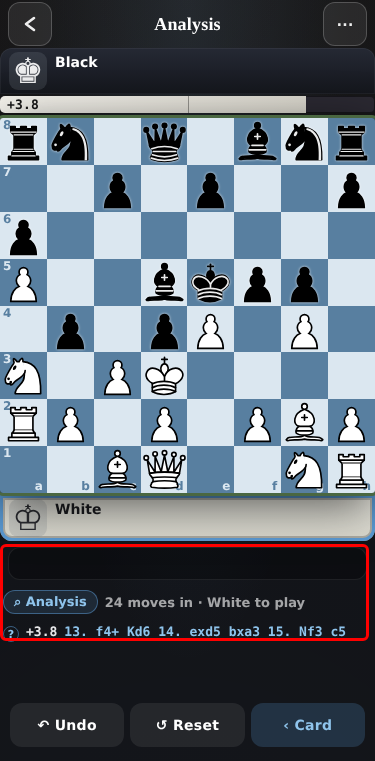 Analysis
...
Black
+3.8
8
7
6
5
4
3
2
1
a b d e f
White
Analysis 24 moves in · White to play
? +3.8 13. f4+ Kd6 14. exd5 bxa3 15. Nf3 c5
↶ Undo
↺ Reset
‹ Card